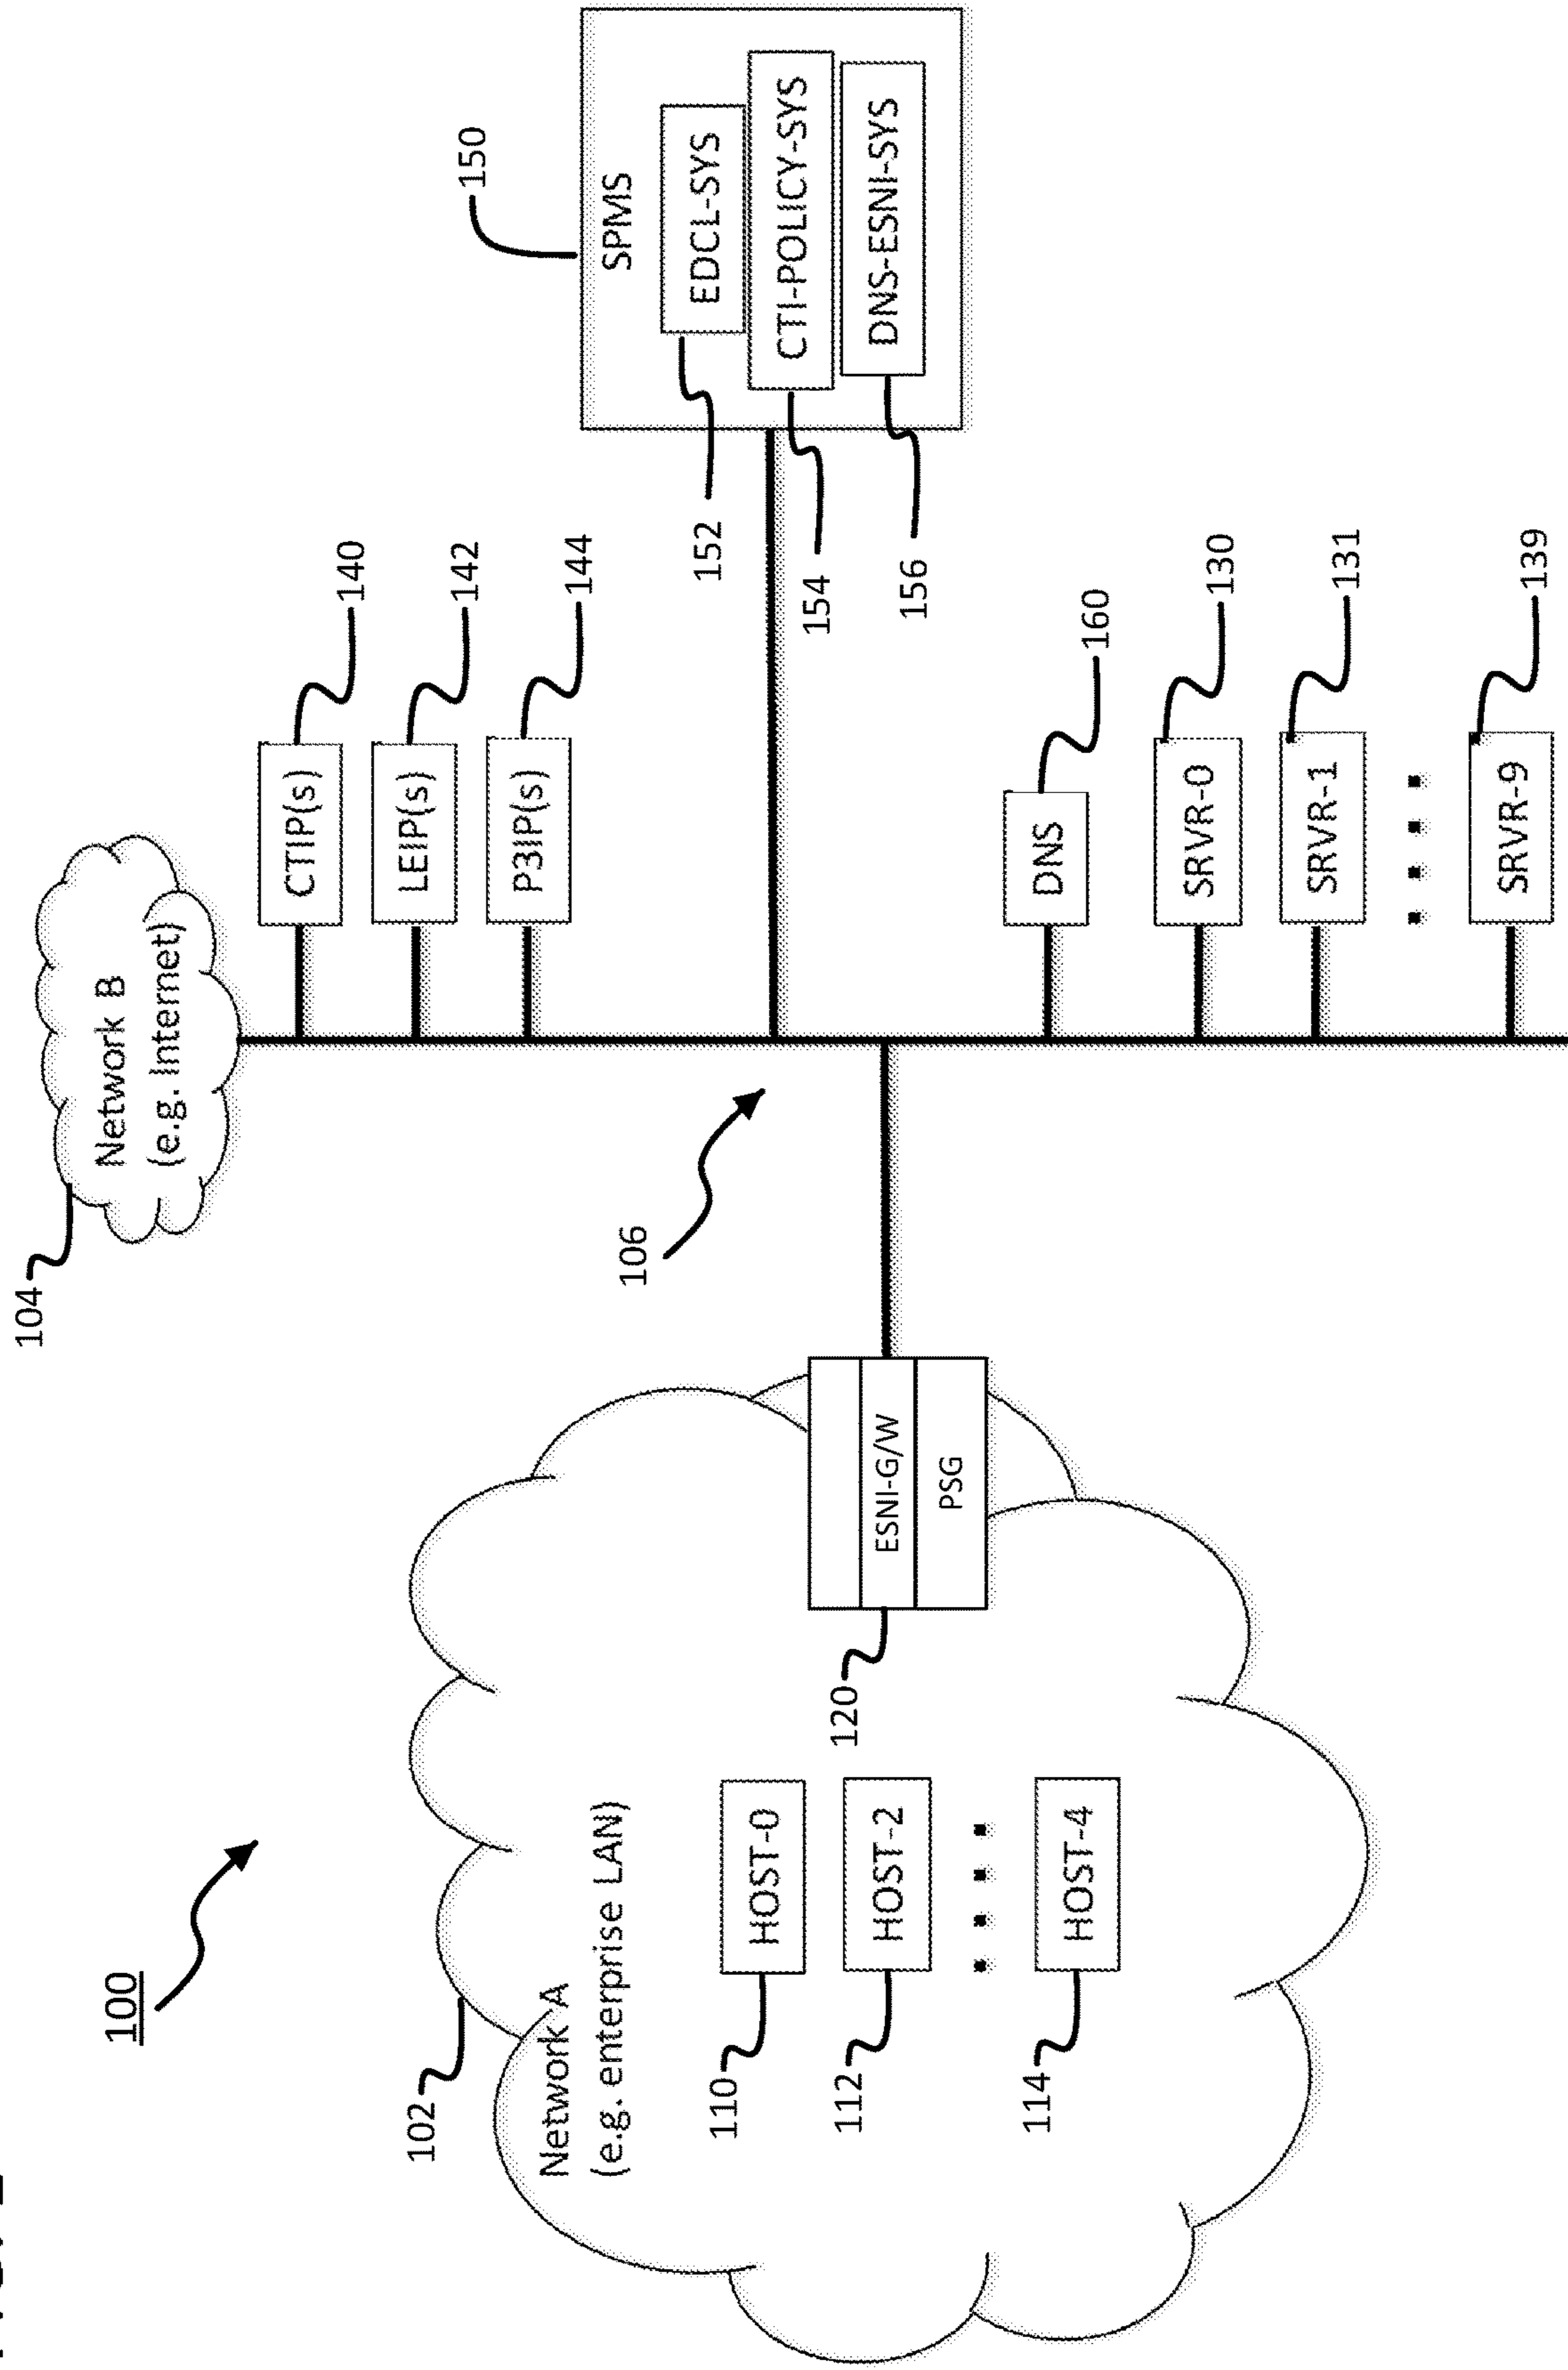 100
104
Network B
(e.g. Internet)
CTIP(s)
140
LEIP(s)
142
P3IP(s)
144
150
SPMS
EDCL-SYS
152
CTI-POLICY-SYS
154
DNS-ESNI-SYS
156
106
102
Network A
(e.g. enterprise LAN)
110
HOST-0
112
HOST-2
114
HOST-4
120
ESNI-G/W
PSG
DNS
160
SRVR-0
130
SRVR-1
131
SRVR-9
139